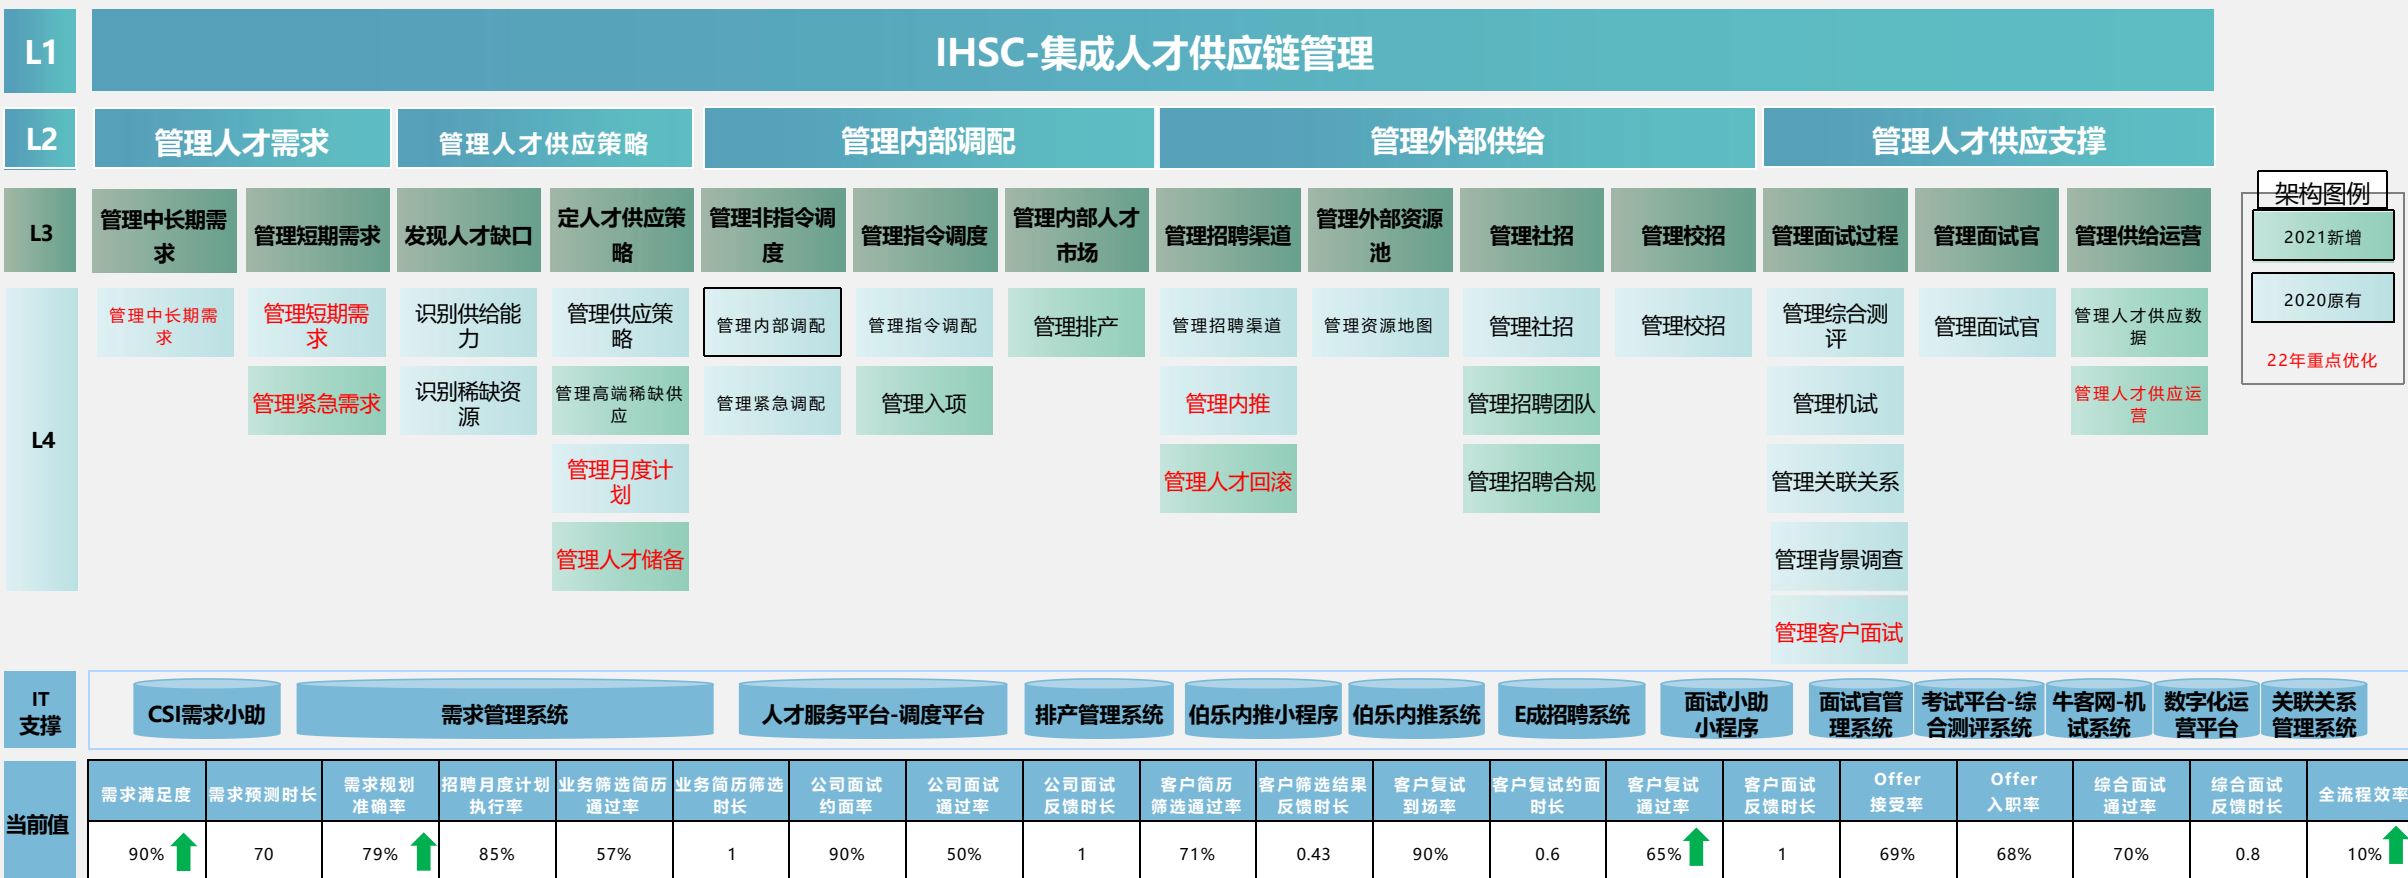 L1
IHSC-集成人才供应链管理
L2
管理人才需求
管理人才供应策略
管理内部调配
管理外部供给
管理人才供应支撑
L3
管理中长期需
求
管理短期需求
发现人才缺口
定人才供应策
略
管理非指令调
度
管理指令调度
管理内部人才
市场
管理招聘渠道
管理外部资源
池
管理社招
管理校招
管理面试过程
管理面试官
管理供给运营
架构图例
2021新增
2020原有
22年重点优化
L4
管理中长期需
求
管理短期需
求
识别供给能
力
管理供应策
略
管理内部调配
管理指令调配
管理排产
管理招聘渠道
管理资源地图
管理社招
管理校招
管理综合测
评
管理面试官
管理人才供应数
据
管理紧急需求
识别稀缺资
源
管理高端稀缺供
应
管理紧急调配
管理入项
管理内推
管理招聘团队
管理机试
管理人才供应运
营
管理月度计
划
管理人才回滚
管理招聘合规
管理关联关系
管理人才储备
管理背景调查
管理客户面试
IT
支撑
CSI需求小助
需求管理系统
人才服务平台-调度平台
排产管理系统
伯乐内推小程序
伯乐内推系统
E成招聘系统
面试小助
小程序
面试官管
理系统
考试平台-综
合测评系统
牛客网-机
试系统
数字化运
营平台
关联关系
管理系统
当前值
需求满足度
需求预测时长
需求规划
准确率
招聘月度计划
执行率
业务筛选简历
通过率
业务简历筛选
时长
公司面试
约面率
公司面试
通过率
公司面试
反馈时长
客户简历
筛选通过率
客户筛选结果
反馈时长
客户复试
到场率
客户复试约面
时长
客户复试
通过率
客户面试
反馈时长
Offer
接受率
Offer
入职率
综合面试
通过率
综合面试
反馈时长
全流程效率
90%
70
79%
85%
57%
1
90%
50%
1
71%
0.43
90%
0.6
65%
1
69%
68%
70%
0.8
10%